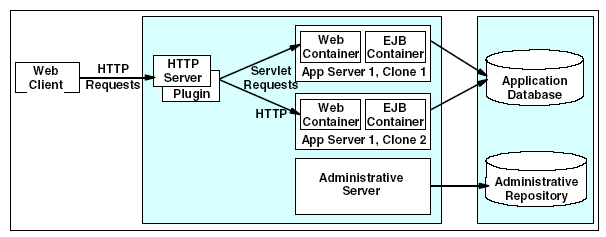 Web
Client
HTTP
Requests
HTTP
Server
Plugin
Servlet
Requests
HTTP
Web
Container
EJB
Container
App Server 1, Clone 1
Web
Container
EJB
Container
App Server 1, Clone 2
Administrative
Server
Application
Database
Administrative
Repository